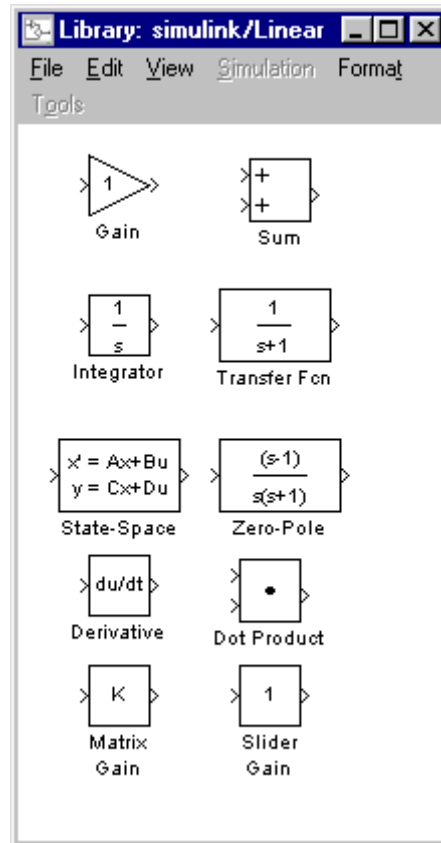 Library: simulink/Linear
File Edit View Simulation Format
Tools
1
Gain
+
+
Sum
1
s
Integrator
1
s+1
Transfer Fcn
x' = Ax+Bu
y = Cx+Du
State-Space
(s-1)
s(s+1)
Zero-Pole
du/dt
Derivative
Dot Product
K
Matrix
Gain
1
Slider
Gain